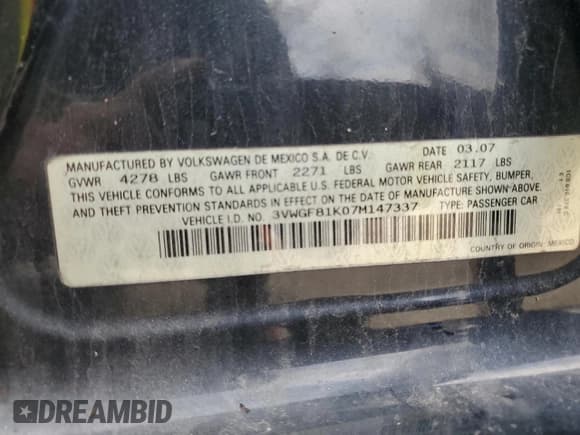 MANUFACTURED BY VOLKSWAGEN DE MEXICO S.A. DE C.V. DATE 03.07
GVWR 4278 LBS GAWR FRONT 2271 LBS GAWR REAR 2117 LBS
THIS VEHICLE CONFORMS TO ALL APPLICABLE U.S. FEDERAL MOTOR VEHICLE SAFETY, BUMPER,
AND THEFT PREVENTION STANDARDS IN EFFECT ON THE DATE OF MANUFACTURE SHOWN ABOVE.
VEHICLE I.D. NO. 3VWGF81K07M147337 TYPE: PASSENGER CAR
COUNTRY OF ORIGIN: MEXICO
DREAMBID